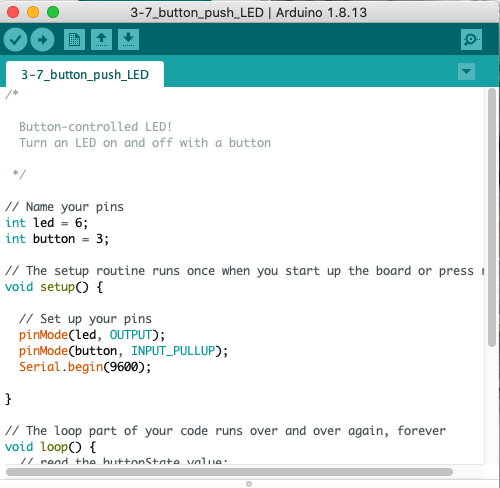 3-7_button_push_LED | Arduino 1.8.13
3-7_button_push_LED
/*
Button-controlled LED!
Turn an LED on and off with a button
*/
// Name your pins
int led = 6;
int button = 3;
// The setup routine runs once when you start up the board or press
void setup() {
// Set up your pins
pinMode(led, OUTPUT);
pinMode(button, INPUT_PULLUP);
Serial.begin(9600);
}
// The loop part of your code runs over and over again, forever
void loop() {
// read the buttonState value: